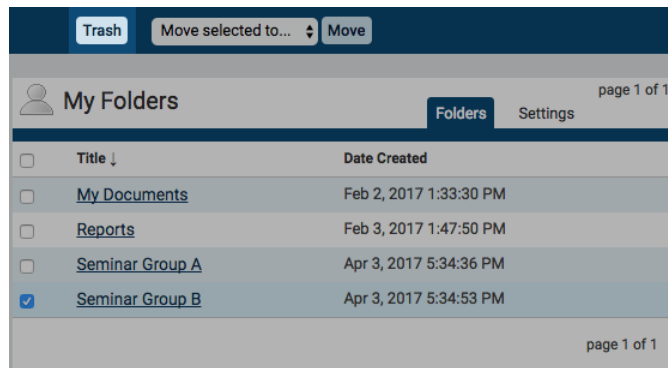 Trash Move selected to... Move
page 1 of 1
My Folders
Folders Settings
Title ↓ Date Created
My Documents Feb 2, 2017 1:33:30 PM
Reports Feb 3, 2017 1:47:50 PM
Seminar Group A Apr 3, 2017 5:34:36 PM
Seminar Group B Apr 3, 2017 5:34:53 PM
page 1 of 1